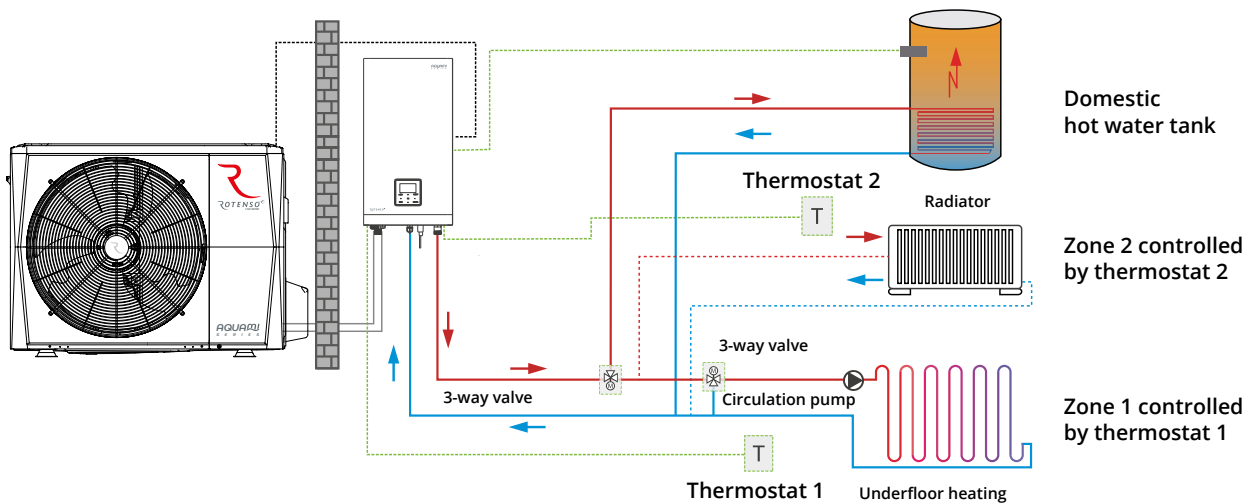 Domestic
hot water tank
Thermostat 2
T
Radiator
Zone 2 controlled
by thermostat 2
ROTENSO
AQUAMI
SERIES
3-way valve
M
M
3-way valve
Circulation pump
Zone 1 controlled
by thermostat 1
T
Thermostat 1
Underfloor heating